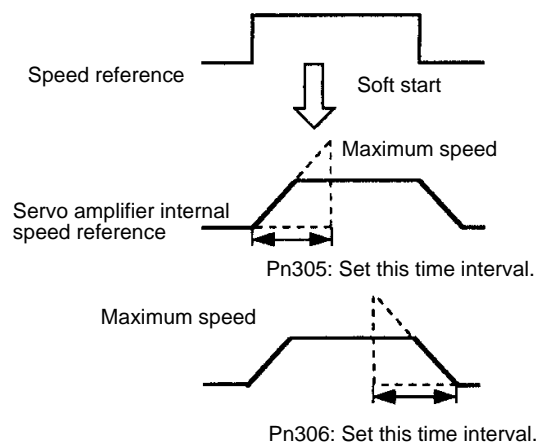 Speed reference
Soft start
Maximum speed
Servo amplifier internal
speed reference
Pn305: Set this time interval.
Maximum speed
Pn306: Set this time interval.